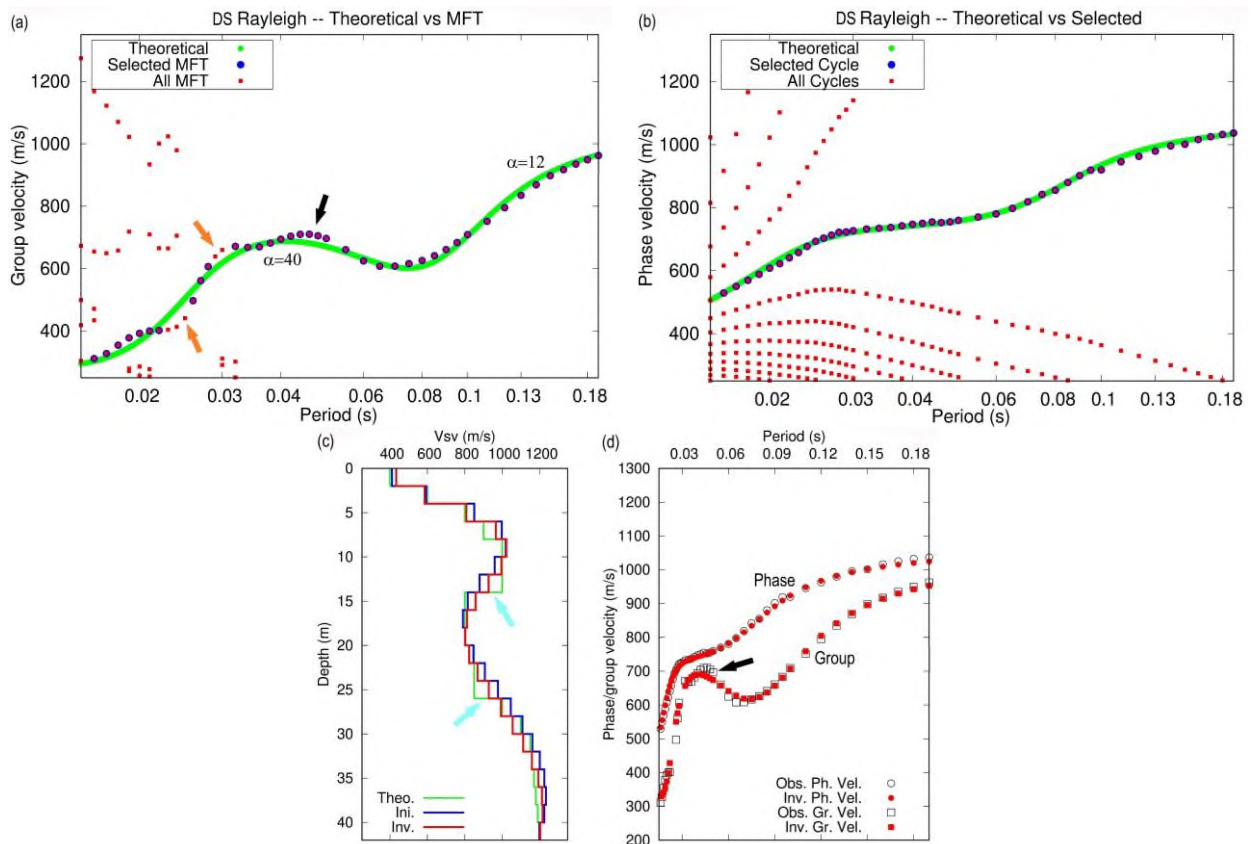 (a)
DS Rayleigh -- Theoretical vs MFT
Theoretical
Selected MFT
All MFT
α=12
α=40
Group velocity (m/s)
1200
1000
800
600
400
0.02 0.03 0.04 0.06 0.08 0.1 0.13 0.18
Period (s)
(b)
DS Rayleigh -- Theoretical vs Selected
Theoretical
Selected Cycle
All Cycles
Phase velocity (m/s)
1200
1000
800
600
400
0.02 0.03 0.04 0.06 0.08 0.1 0.13 0.18
Period (s)
(c)
Vsv (m/s)
400 600 800 1000 1200
Depth (m)
0
5
10
15
20
25
30
35
40
Theo.
Ini.
Inv.
(d)
Period (s)
0.03 0.06 0.09 0.12 0.15 0.18
Phase/group velocity (m/s)
1300
1200
1100
1000
900
800
700
600
500
400
300
200
Phase
Group
Obs. Ph. Vel.
Inv. Ph. Vel.
Obs. Gr. Vel.
Inv. Gr. Vel.